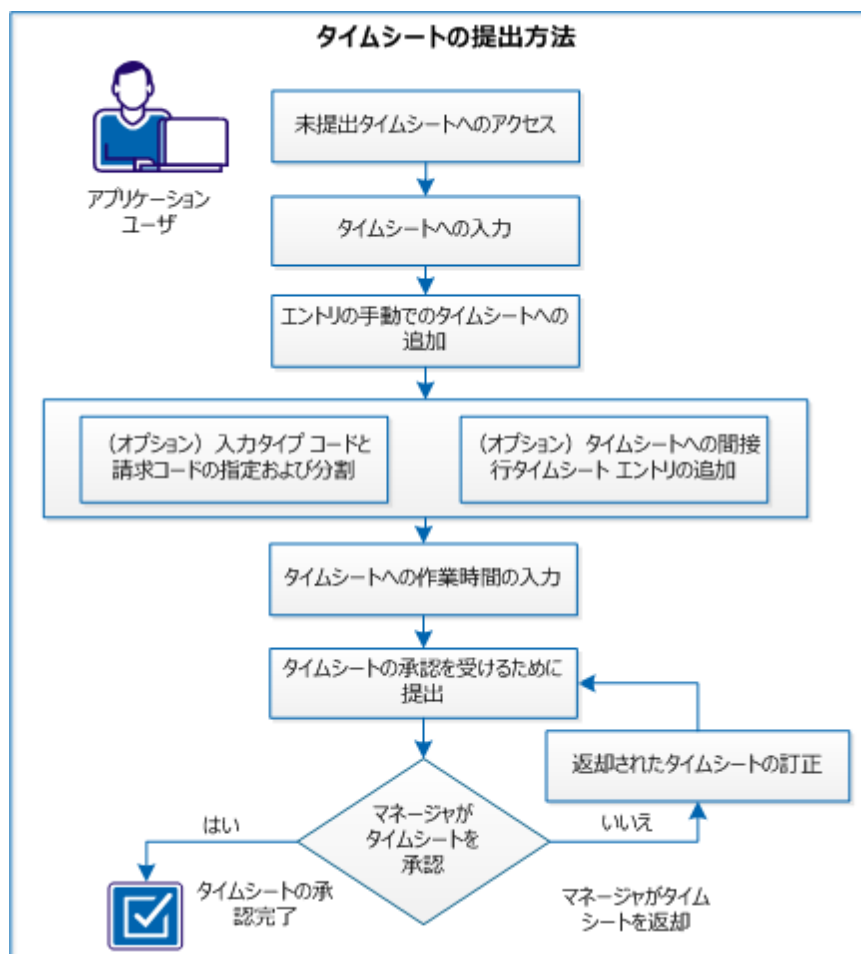 タイムシートの提出方法
アプリケーション
ユーザ
未提出タイムシートへのアクセス
タイムシートへの入力
エントリの手動でのタイムシートへの
追加
(オプション) 入力タイプ コードと
請求コードの指定および分割
(オプション) タイムシートへの間接
行タイムシート エントリの追加
タイムシートへの作業時間の入力
タイムシートの承認を受けるために
提出
返却されたタイムシートの訂正
マネージャが
タイムシートを
承認
はい
いいえ
タイムシートの承
認完了
マネージャがタイム
シートを返却